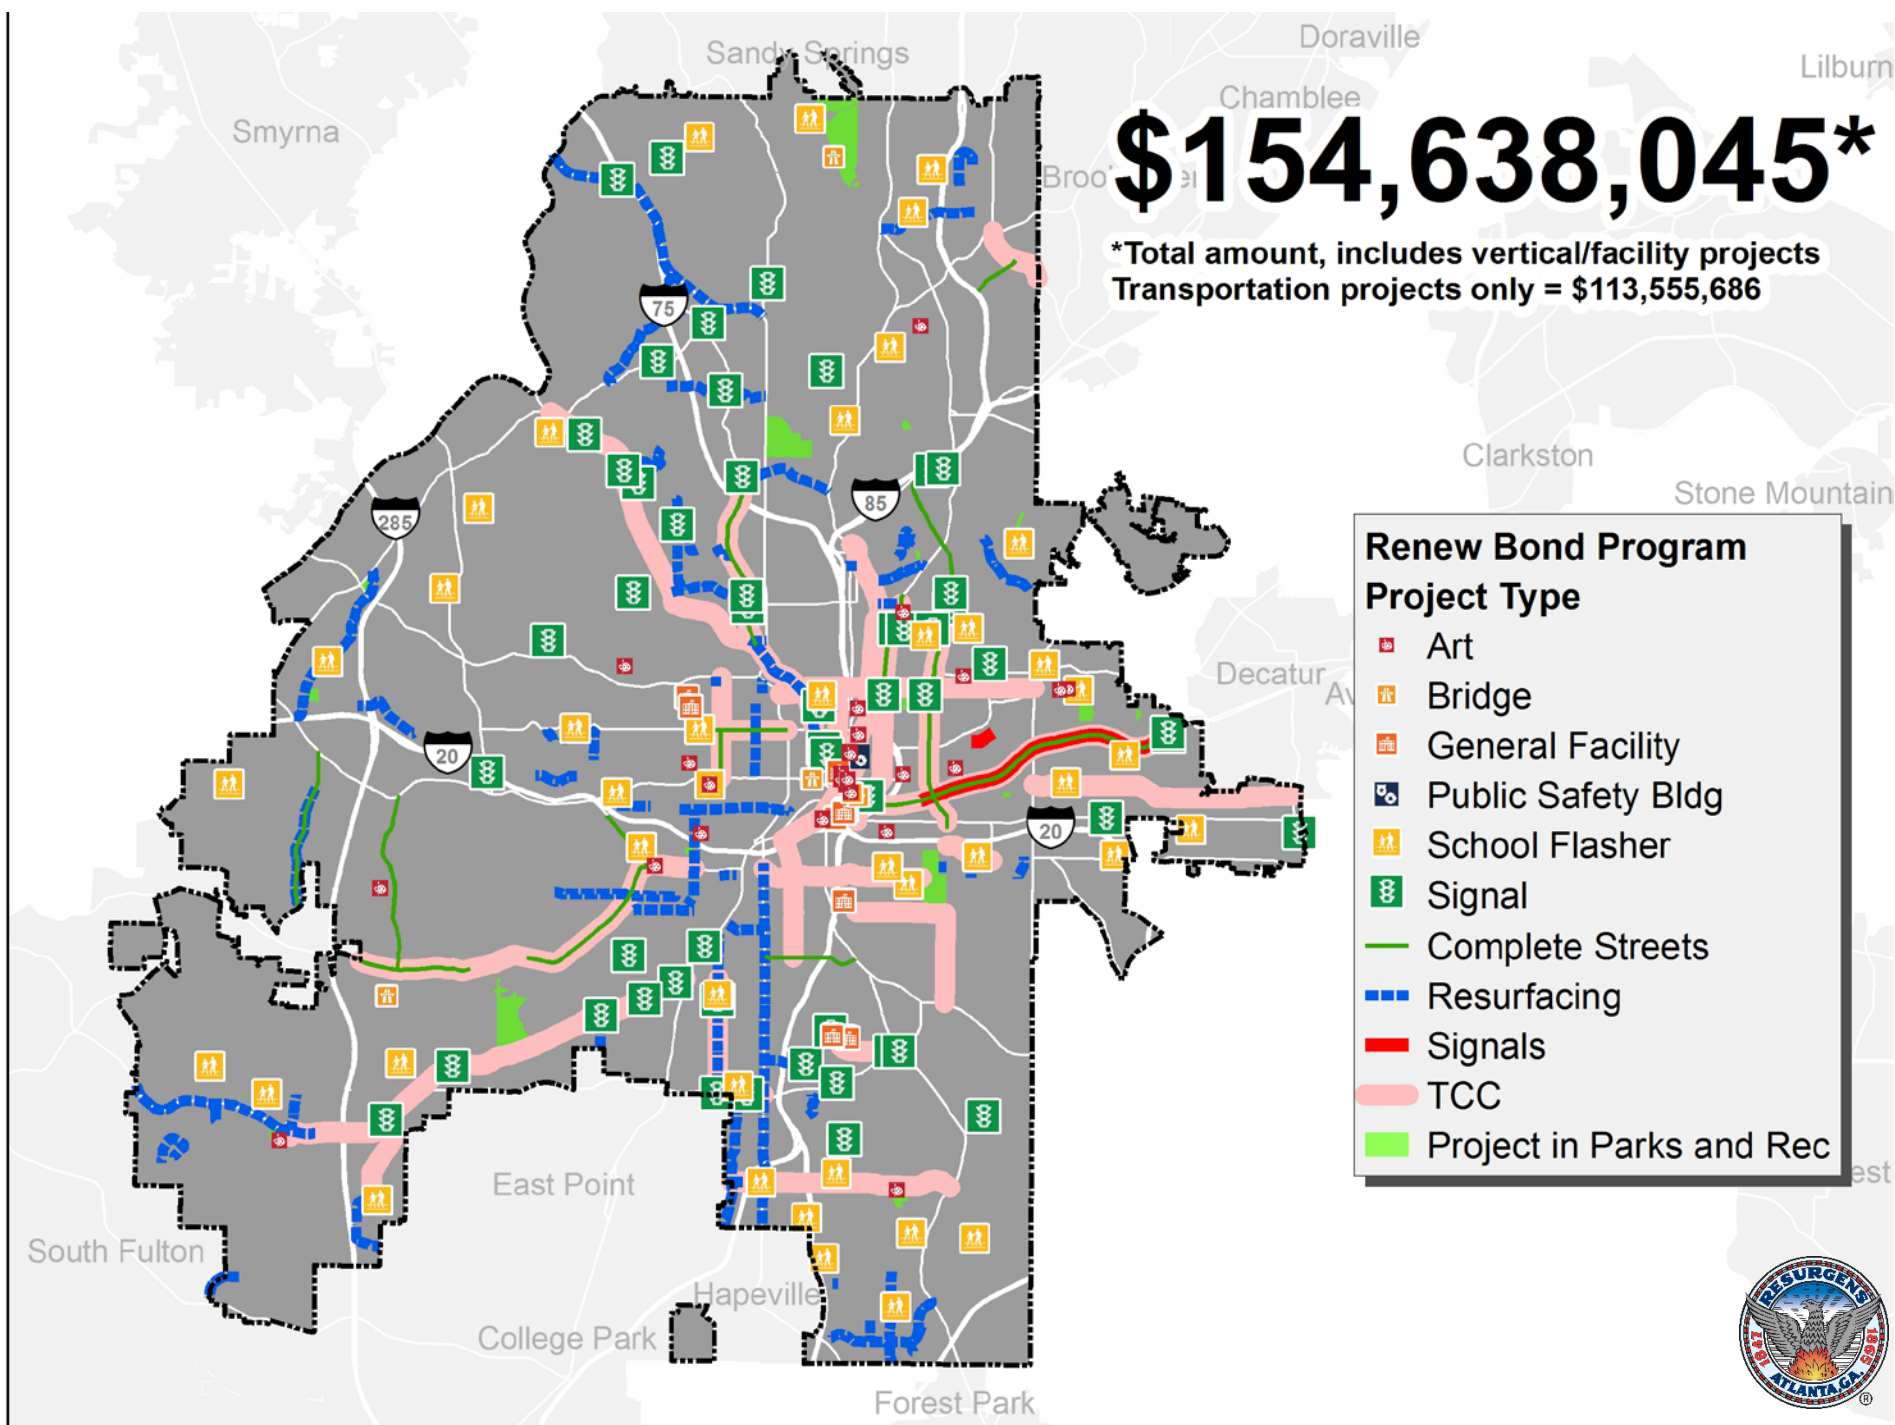 Sandy Springs
Doraville
Lilburn
Chamble​e
Smyrna
$154,638,045*
*Total amount, includes vertical/facility projects
Transportation projects only = $113,555,686
75
Clarkston
Stone Mountain
285
85
Renew Bond Program
Project Type
Art
Bridge
General Facility
Public Safety Bldg
School Flasher
Signal
Complete Streets
Resurfacing
Signals
TCC
Project in Parks and Rec
Decatur
20
20
East Point
South Fulton
Hapeville
College Park
Forest Park
RESURGENS
1847
1865
ATLANTA, GA.
®